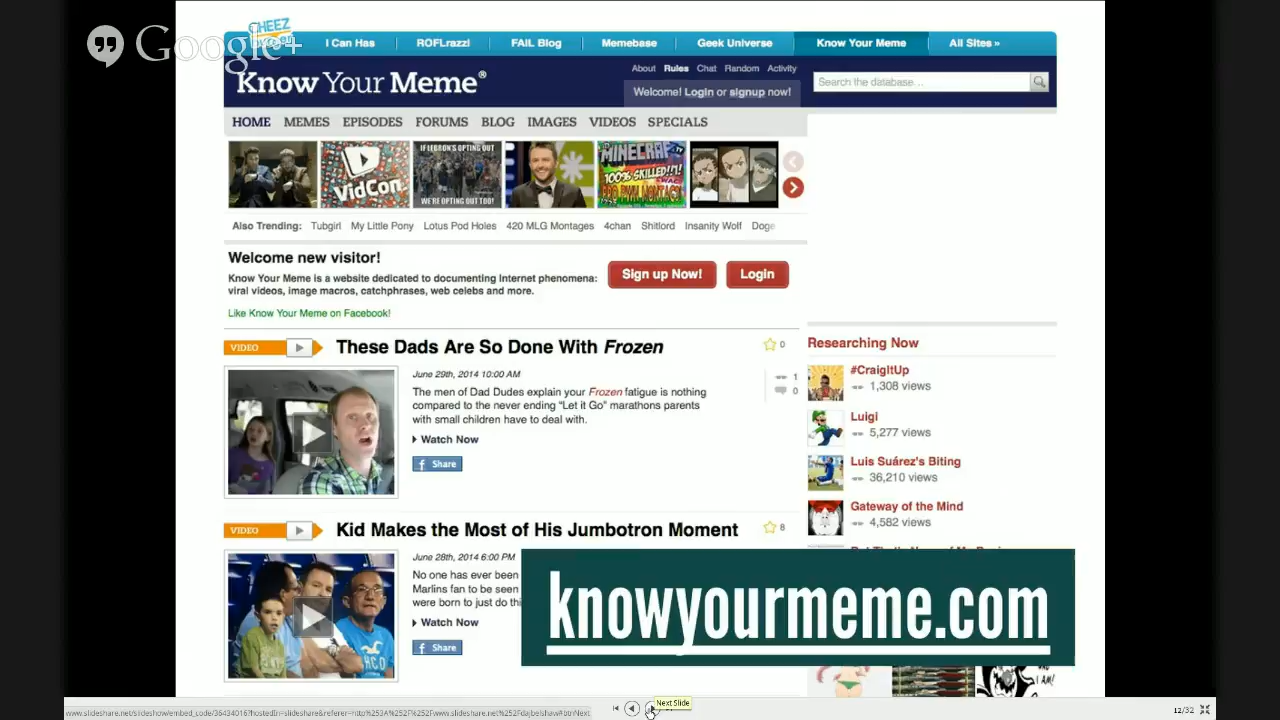 Google+
CHEEZ
I Can Has ROFLrazzi FAIL Blog Memebase Geek Universe Know Your Meme All Sites »
About Rules Chat Random Activity
Know Your Meme®
Search the database...
Welcome! Login or signup now!
HOME MEMES EPISODES FORUMS BLOG IMAGES VIDEOS SPECIALS
VidCon
IF LEBRON'S OPTING OUT
WE'RE OPTING OUT TOO!
MINECRAFT
100% SKILLED!!1
Also Trending: Tubgirl My Little Pony Lotus Pod Holes 420 MLG Montages 4chan Shitlord Insanity Wolf Doge
Welcome new visitor!
Know Your Meme is a website dedicated to documenting Internet phenomena:
viral videos, image macros, catchphrases, web celebs and more.
Sign up Now! Login
Like Know Your Meme on Facebook!
VIDEO These Dads Are So Done With Frozen 0
June 29th, 2014 10:00 AM
1
0
The men of Dad Dudes explain your Frozen fatigue is nothing
compared to the never ending "Let it Go" marathons parents
with small children have to deal with.
Watch Now
f Share
Researching Now
#CraigItUp
1,308 views
Luigi
5,277 views
Luis Suárez's Biting
36,210 views
Gateway of the Mind
4,582 views
VIDEO Kid Makes the Most of His Jumbotron Moment 8
June 28th, 2014 6:00 PM
No one has ever been
Marlins fan to be seen
were born to just do thi
Watch Now
f Share
knowyourmeme.com
I AM!
Next Slide
12/32